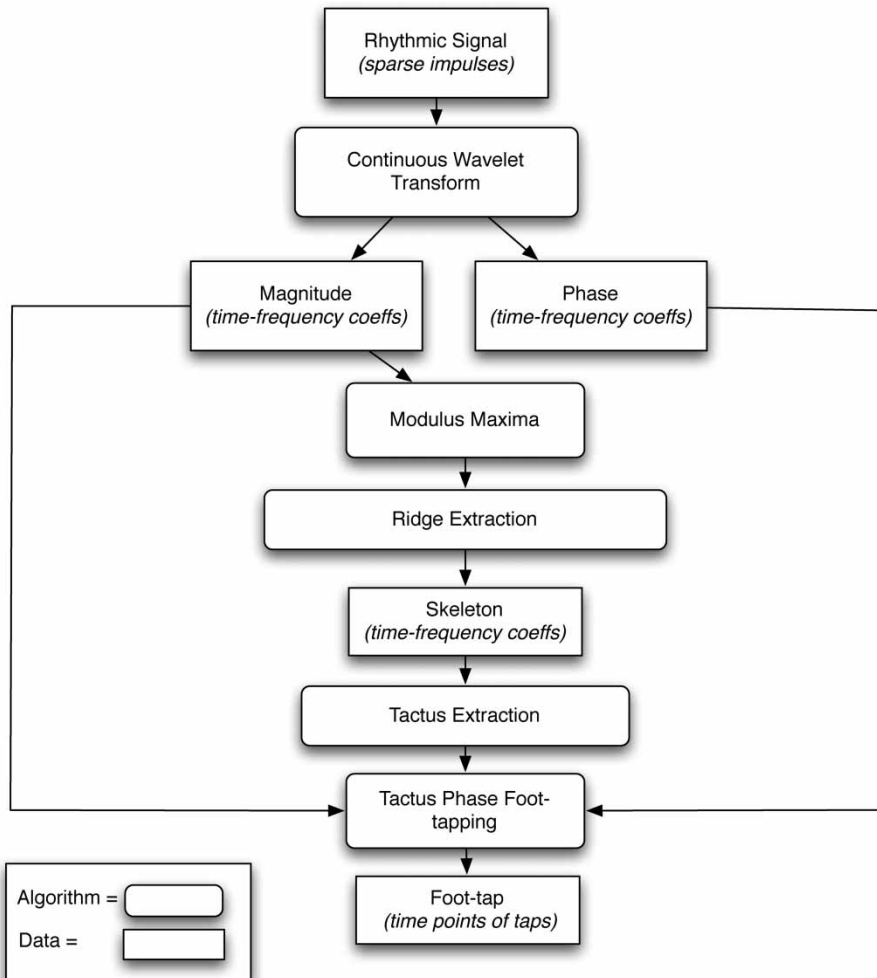 Rhythmic Signal
(sparse impulses)
Continuous Wavelet
Transform
Magnitude
(time-frequency coeffs)
Phase
(time-frequency coeffs)
Modulus Maxima
Ridge Extraction
Skeleton
(time-frequency coeffs)
Tactus Extraction
Tactus Phase Foot-
tapping
Foot-tap
(time points of taps)
Algorithm =
Data =